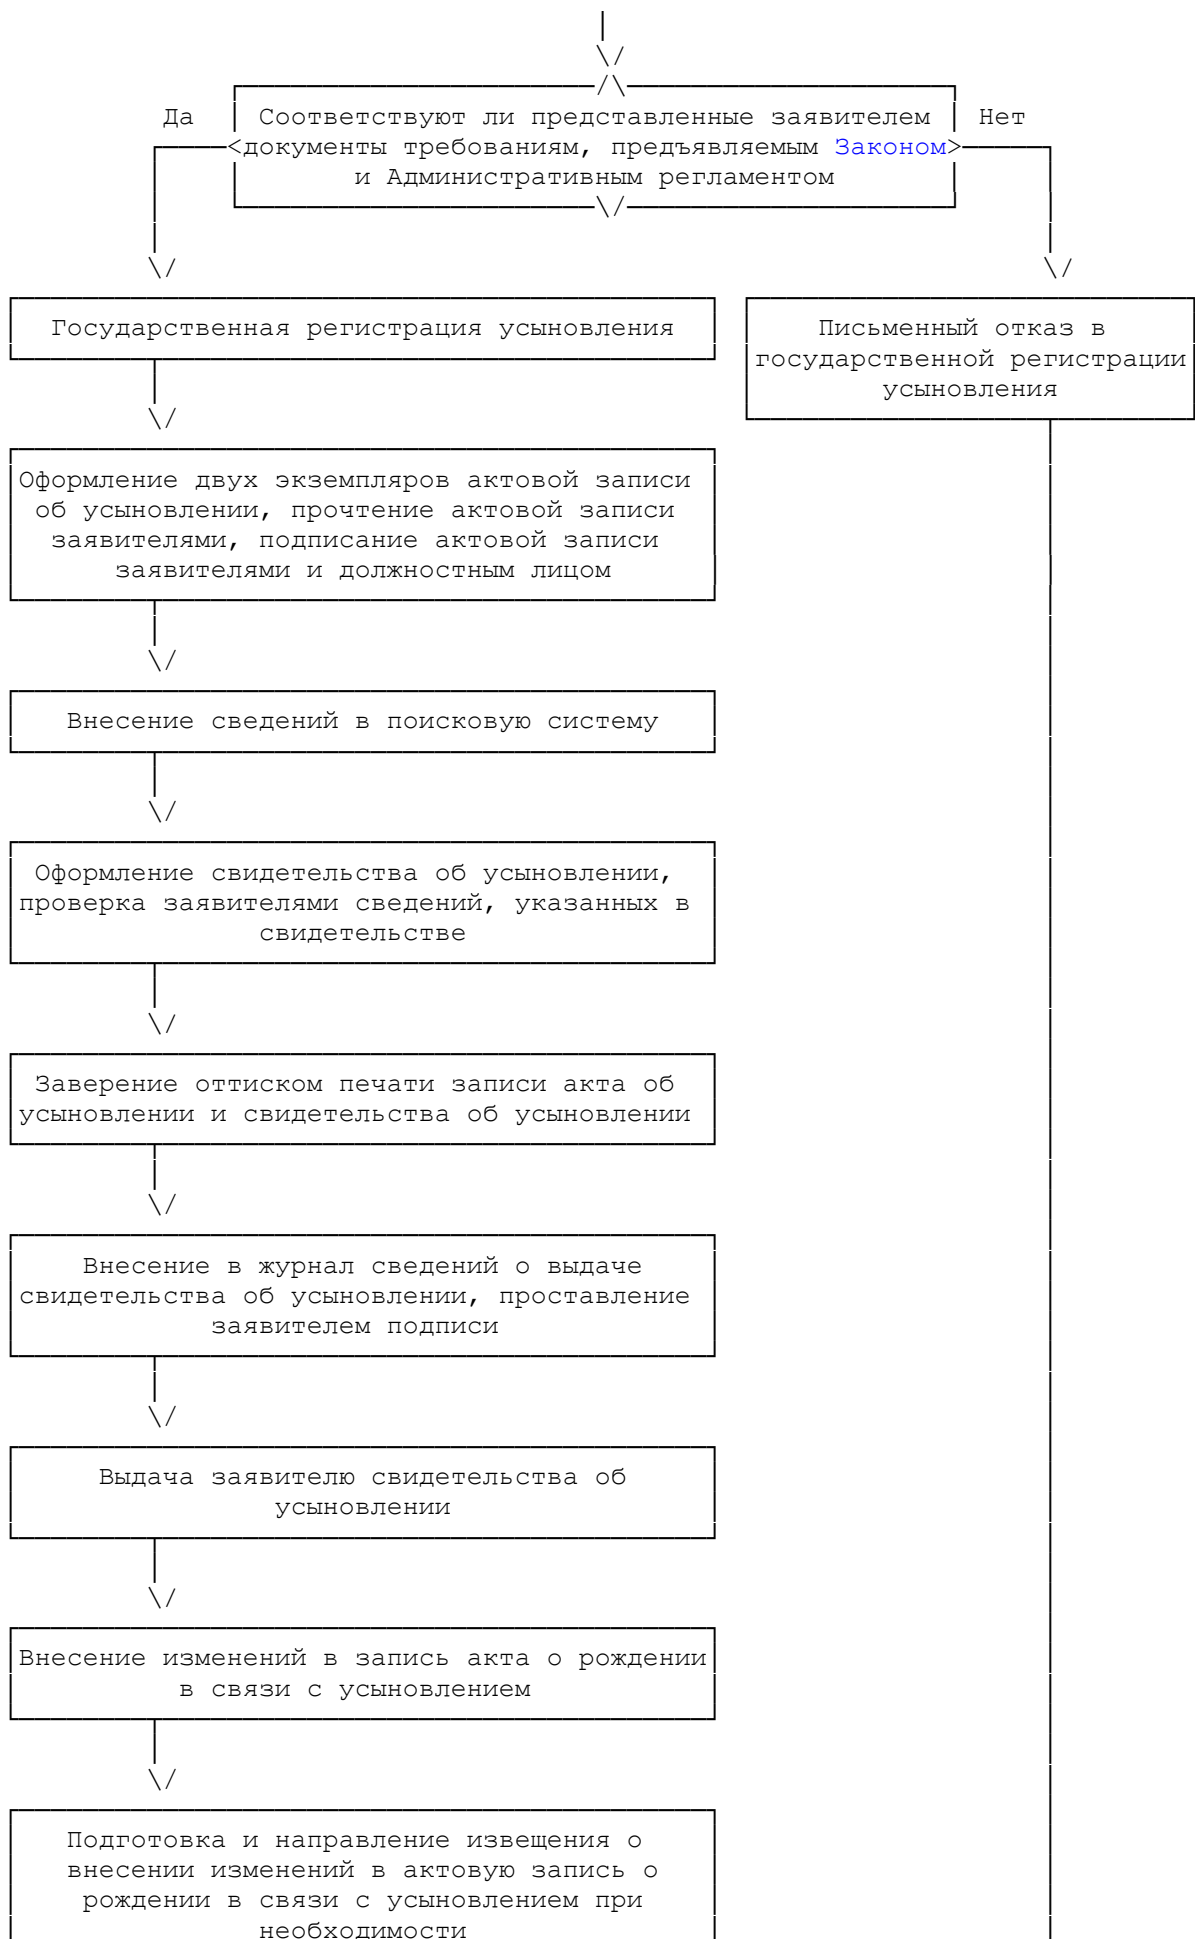 Да
Соответствуют ли представленные заявителем
Нет
документы требованиям, предъявляемым Законом
и Административным регламентом
Государственная регистрация усыновления
Письменный отказ в
государственной регистрации
усыновления
Оформление двух экземпляров актовой записи
об усыновлении, прочтение актовой записи
заявителями, подписание актовой записи
заявителями и должностным лицом
Внесение сведений в поисковую систему
Оформление свидетельства об усыновлении,
проверка заявителями сведений, указанных в
свидетельстве
Заверение оттиском печати записи акта об
усыновлении и свидетельства об усыновлении
Внесение в журнал сведений о выдаче
свидетельства об усыновлении, проставление
заявителем подписи
Выдача заявителю свидетельства об
усыновлении
Внесение изменений в запись акта о рождении
в связи с усыновлением
Подготовка и направление извещения о
внесении изменений в актовую запись о
рождении в связи с усыновлением при
необходимости